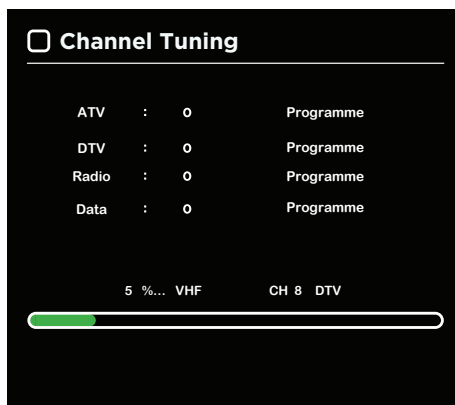 Channel Tuning
ATV : 0 Programme
DTV : 0 Programme
Radio : 0 Programme
Data : 0 Programme
5 %... VHF CH 8 DTV